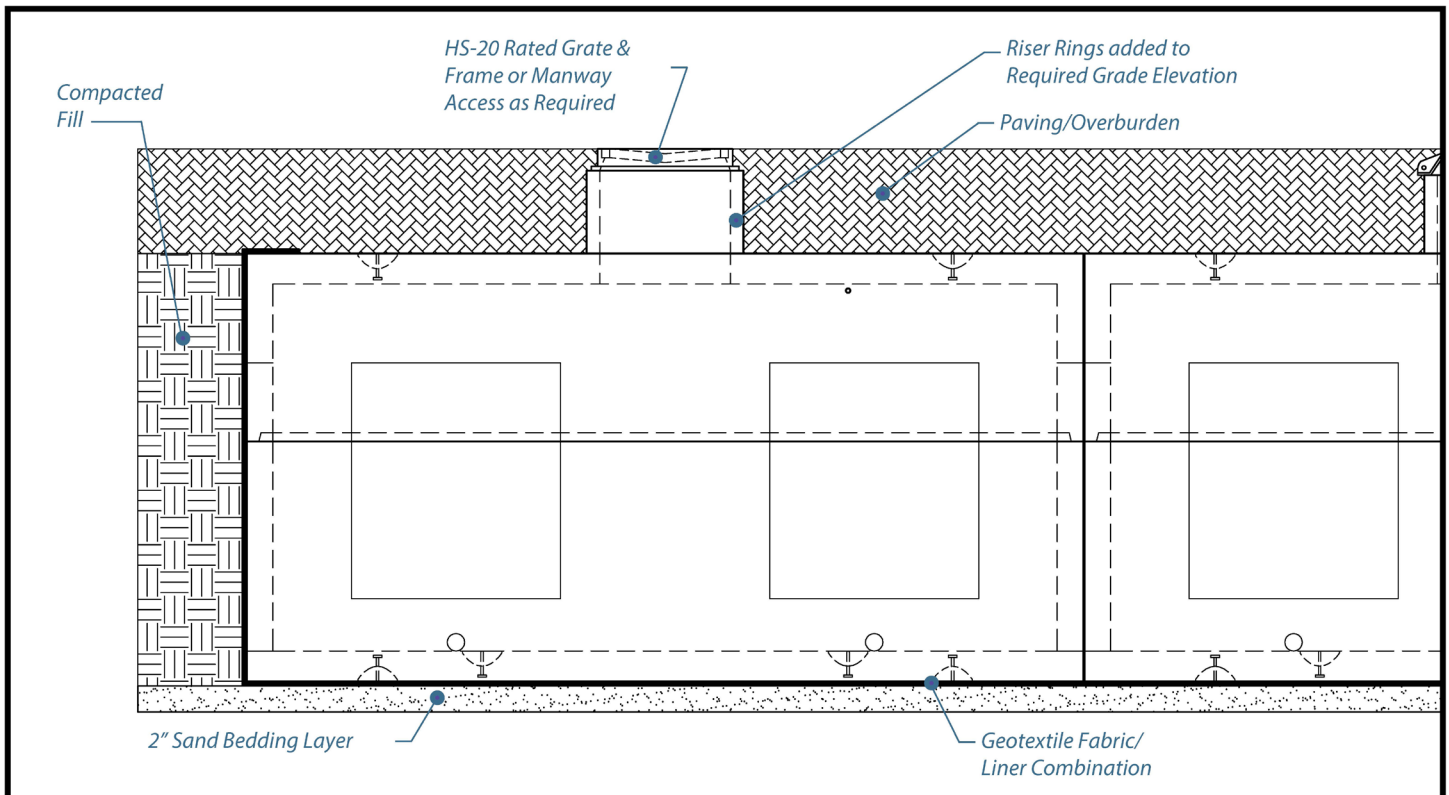 HS-20 Rated Grate &
Frame or Manway
Access as Required
Riser Rings added to
Required Grade Elevation
Compacted
Fill
Paving/Overburden
2” Sand Bedding Layer
Geotextile Fabric/
Liner Combination